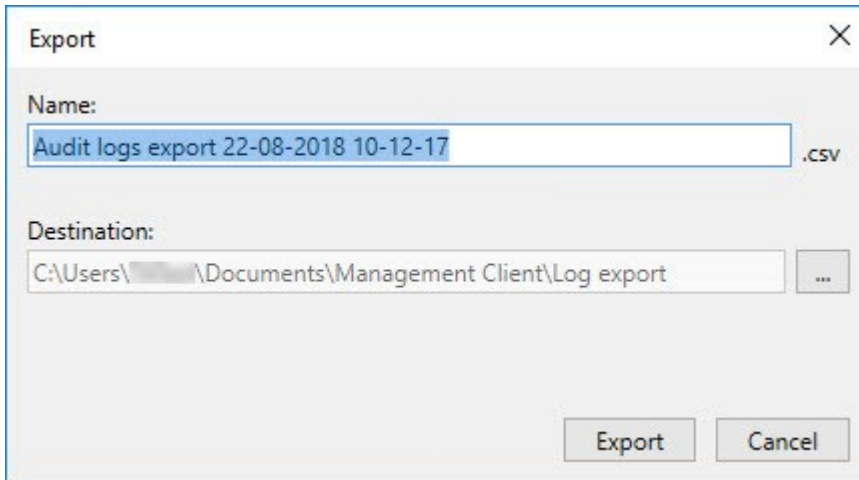 Export
Name:
Audit logs export 22-08-2018 10-12-17
.csv
Destination:
C:\Users\ \Documents\Management Client\Log export
...
Export
Cancel